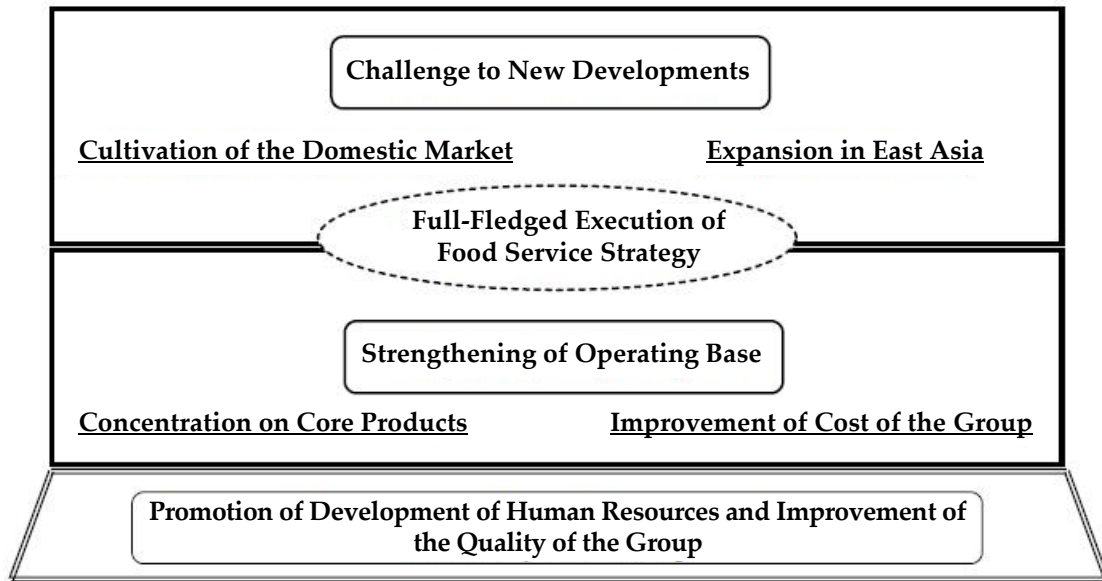 Challenge to New Developments
Cultivation of the Domestic Market
Expansion in East Asia
Full-Fledged Execution of
Food Service Strategy
Strengthening of Operating Base
Concentration on Core Products
Improvement of Cost of the Group
Promotion of Development of Human Resources and Improvement of
the Quality of the Group